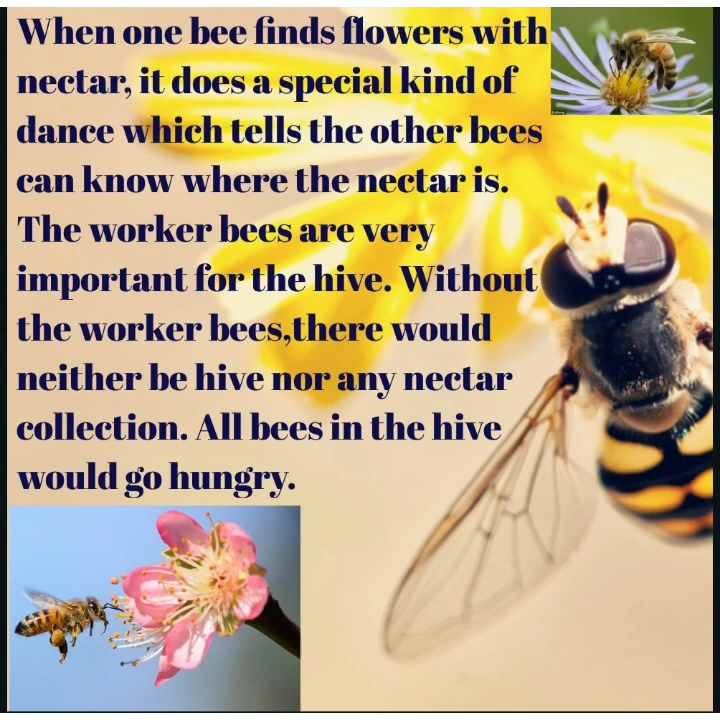 When one bee finds flowers with
nectar, it does a special kind of
dance which tells the other bees
can know where the nectar is.
The worker bees are very
important for the hive. Without
the worker bees,there would
neither be hive nor any nectar
collection. All bees in the hive
would go hungry.